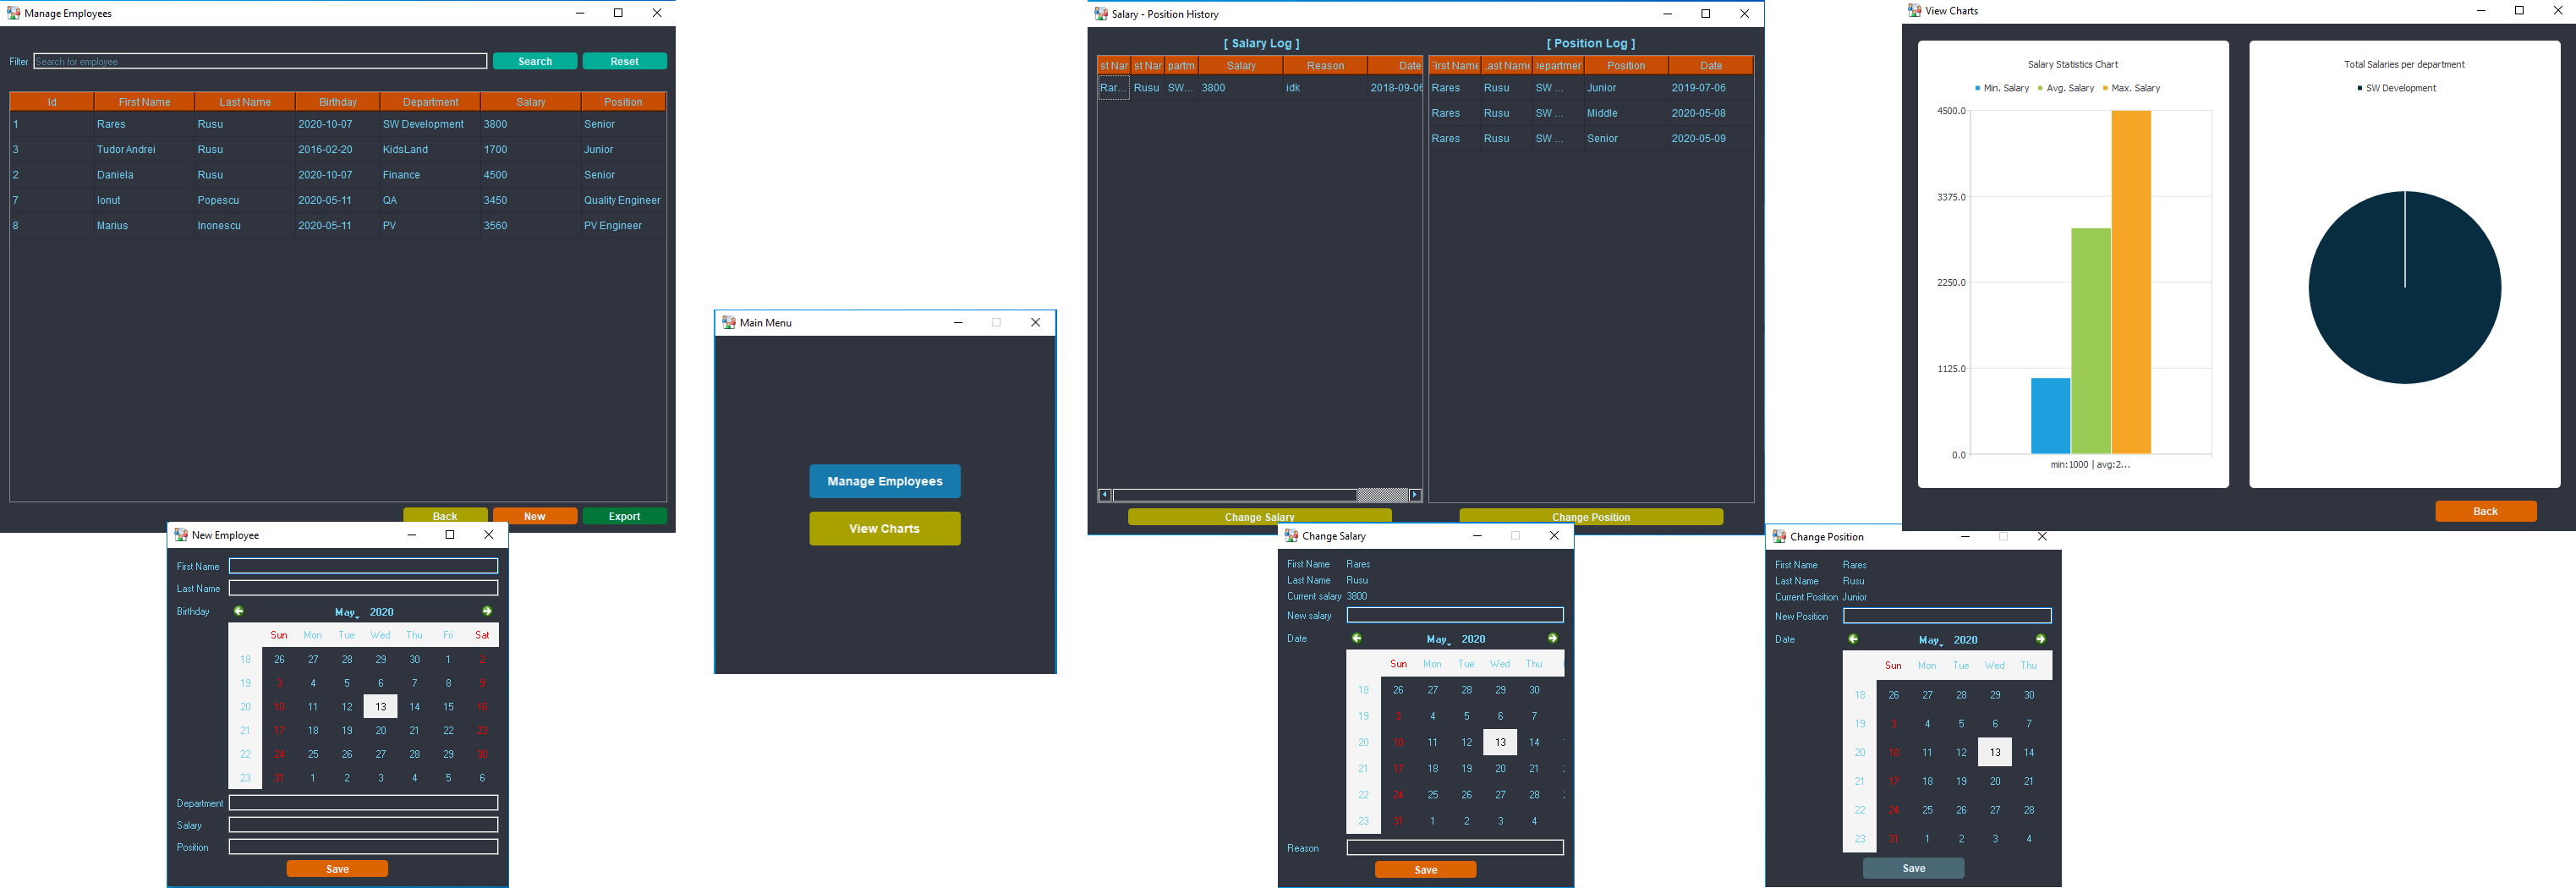 Manage Employees
Filter Search for employee Search Reset
Id First Name Last Name Birthday Department Salary Position
1 Rares Rusu 2020-10-07 SW Development 3800 Senior
3 Tudor Andrei Rusu 2016-02-20 KidsLand 1700 Junior
2 Daniela Rusu 2020-10-07 Finance 4500 Senior
7 Ionut Popescu 2020-05-11 QA 3450 Quality Engineer
8 Marius Inonescu 2020-05-11 PV 3560 PV Engineer
Back New Export
New Employee
First Name
Last Name
Birthday May 2020
Sun Mon Tue Wed Thu Fri Sat
18 26 27 28 29 30 1 2
19 3 4 5 6 7 8 9
20 10 11 12 13 14 15 16
21 17 18 19 20 21 22 23
22 24 25 26 27 28 29 30
23 31 1 2 3 4 5 6
Department
Salary
Position
Save
Main Menu
Manage Employees
View Charts
Salary - Position History
[ Salary Log ]
st Nar st Nar partm Salary Reason Date
Rar... Rusu SW... 3800 idk 2018-09-06
Change Salary
[ Position Log ]
First Name Last Name Departmer Position Date
Rares Rusu SW ... Junior 2019-07-06
Rares Rusu SW ... Middle 2020-05-08
Rares Rusu SW ... Senior 2020-05-09
Change Position
Change Salary
First Name Rares
Last Name Rusu
Current salary 3800
New salary
Date May 2020
Sun Mon Tue Wed Thu
18 26 27 28 29 30
19 3 4 5 6 7
20 10 11 12 13 14
21 17 18 19 20 21
22 24 25 26 27 28
23 31 1 2 3 4
Reason
Save
Change Position
First Name Rares
Last Name Rusu
Current Position Junior
New Position
Date May 2020
Sun Mon Tue Wed Thu
18 26 27 28 29 30
19 3 4 5 6 7
20 10 11 12 13 14
21 17 18 19 20 21
22 24 25 26 27 28
23 31 1 2 3 4
Save
View Charts
Salary Statistics Chart
Min. Salary Avg. Salary Max. Salary
4500.0
3375.0
2250.0
1125.0
0.0
min:1000 | avg:2...
Total Salaries per department
SW Development
Back